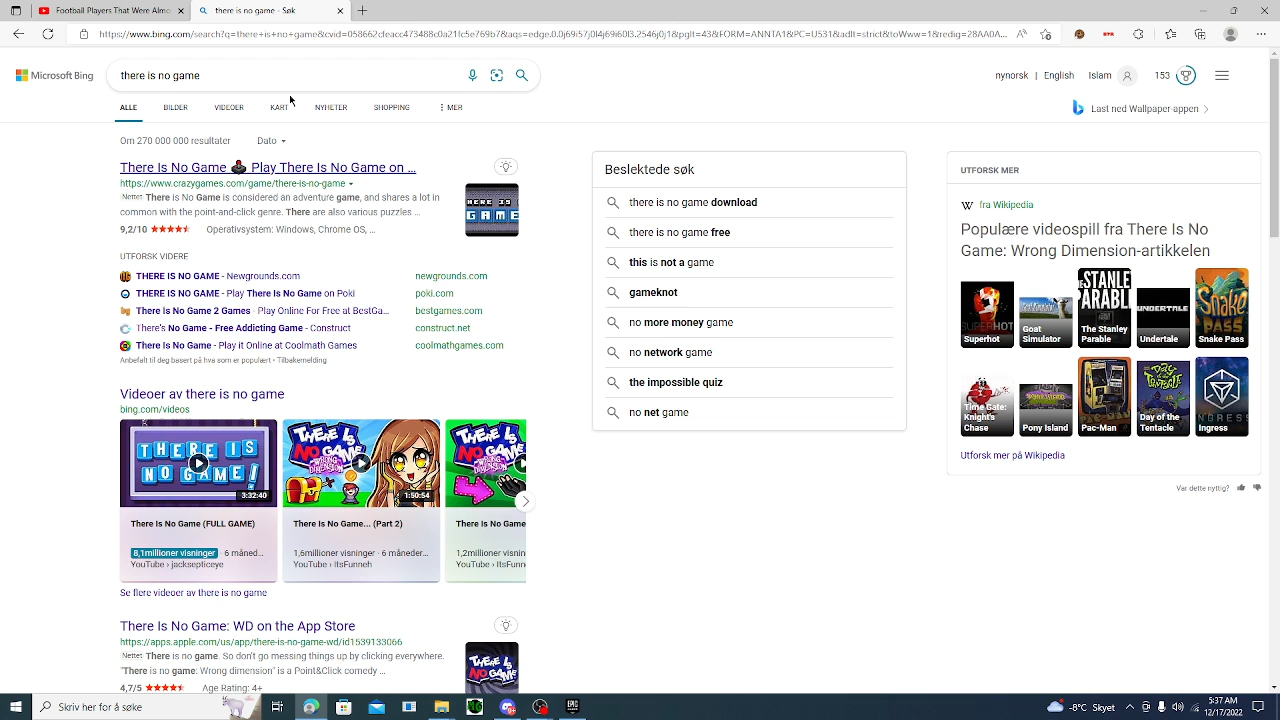 Football Players That Were Almo
there is no game - Søk
https://www.bing.com/search?q=there+is+no+game&cvid=
Microsoft Bing
there is no game
nynorsk | English
Islam
153
ALLE
BILDER
VIDEOER
KART
NYHETER
SHOPPING
MER
Last ned Wallpaper-appen
Om 270 000 000 resultater
Dato
There Is No Game 🕹️ Play There Is No Game on ...
https://www.crazygames.com/game/there-is-no-game
Nettet There is No Game is considered an adventure game, and shares a lot in
common with the point-and-click genre. There are also various puzzles ...
9,2/10
Operativsystem: Windows, Chrome OS, ...
UTFORSK VIDERE
THERE IS NO GAME - Newgrounds.com
newgrounds.com
THERE IS NO GAME - Play There Is No Game on Poki
poki.com
There Is No Game 2 Games - Play Online For Free at BestGa...
bestgames.com
There's No Game - Free Addicting Game - Construct
construct.net
There Is No Game - Play it Online at Coolmath Games
coolmathgames.com
Anbefalt til deg basert på hva som er populært • Tilbakemelding
Videoer av there is no game
bing.com/videos
THERE IS
NO GAME!
3:22:40
THERE IS
NO GAME
1:50:54
THERE IS
NO GAME
There Is No Game (FULL GAME)
8,1millioner visninger · 6 måned...
YouTube › jacksepticeye
There Is No Game... (Part 2)
1,6millioner visninger · 6 måneder...
YouTube › ItsFunneh
There Is No Game
1,2millioner visnin
YouTube › ItsFunn
Se flere videoer av there is no game
There Is No Game: WD on the App Store
https://apps.apple.com/us/app/there-is-no-game-wd/id1539133066
Nettet There is no game. So don't go messing things up by clicking everywhere.
"There is no game: Wrong dimension" is a Point&Click comedy ...
4,7/5
Age Rating: 4+
Beslektede søk
there is no game download
there is no game free
this is not a game
gameknot
no more money game
no network game
the impossible quiz
no net game
UTFORSK MER
W fra Wikipedia
Populære videospill fra There Is No
Game: Wrong Dimension-artikkelen
Superhot
Goat
Simulator
The Stanley
Parable
Undertale
Snake Pass
Time Gate:
Knight's
Chase
Pony Island
Pac-Man
Day of the
Tentacle
Ingress
Utforsk mer på Wikipedia
Var dette nyttig?
Skriv her for å søke
-8°C Skyet
5:37 AM
12/17/2022